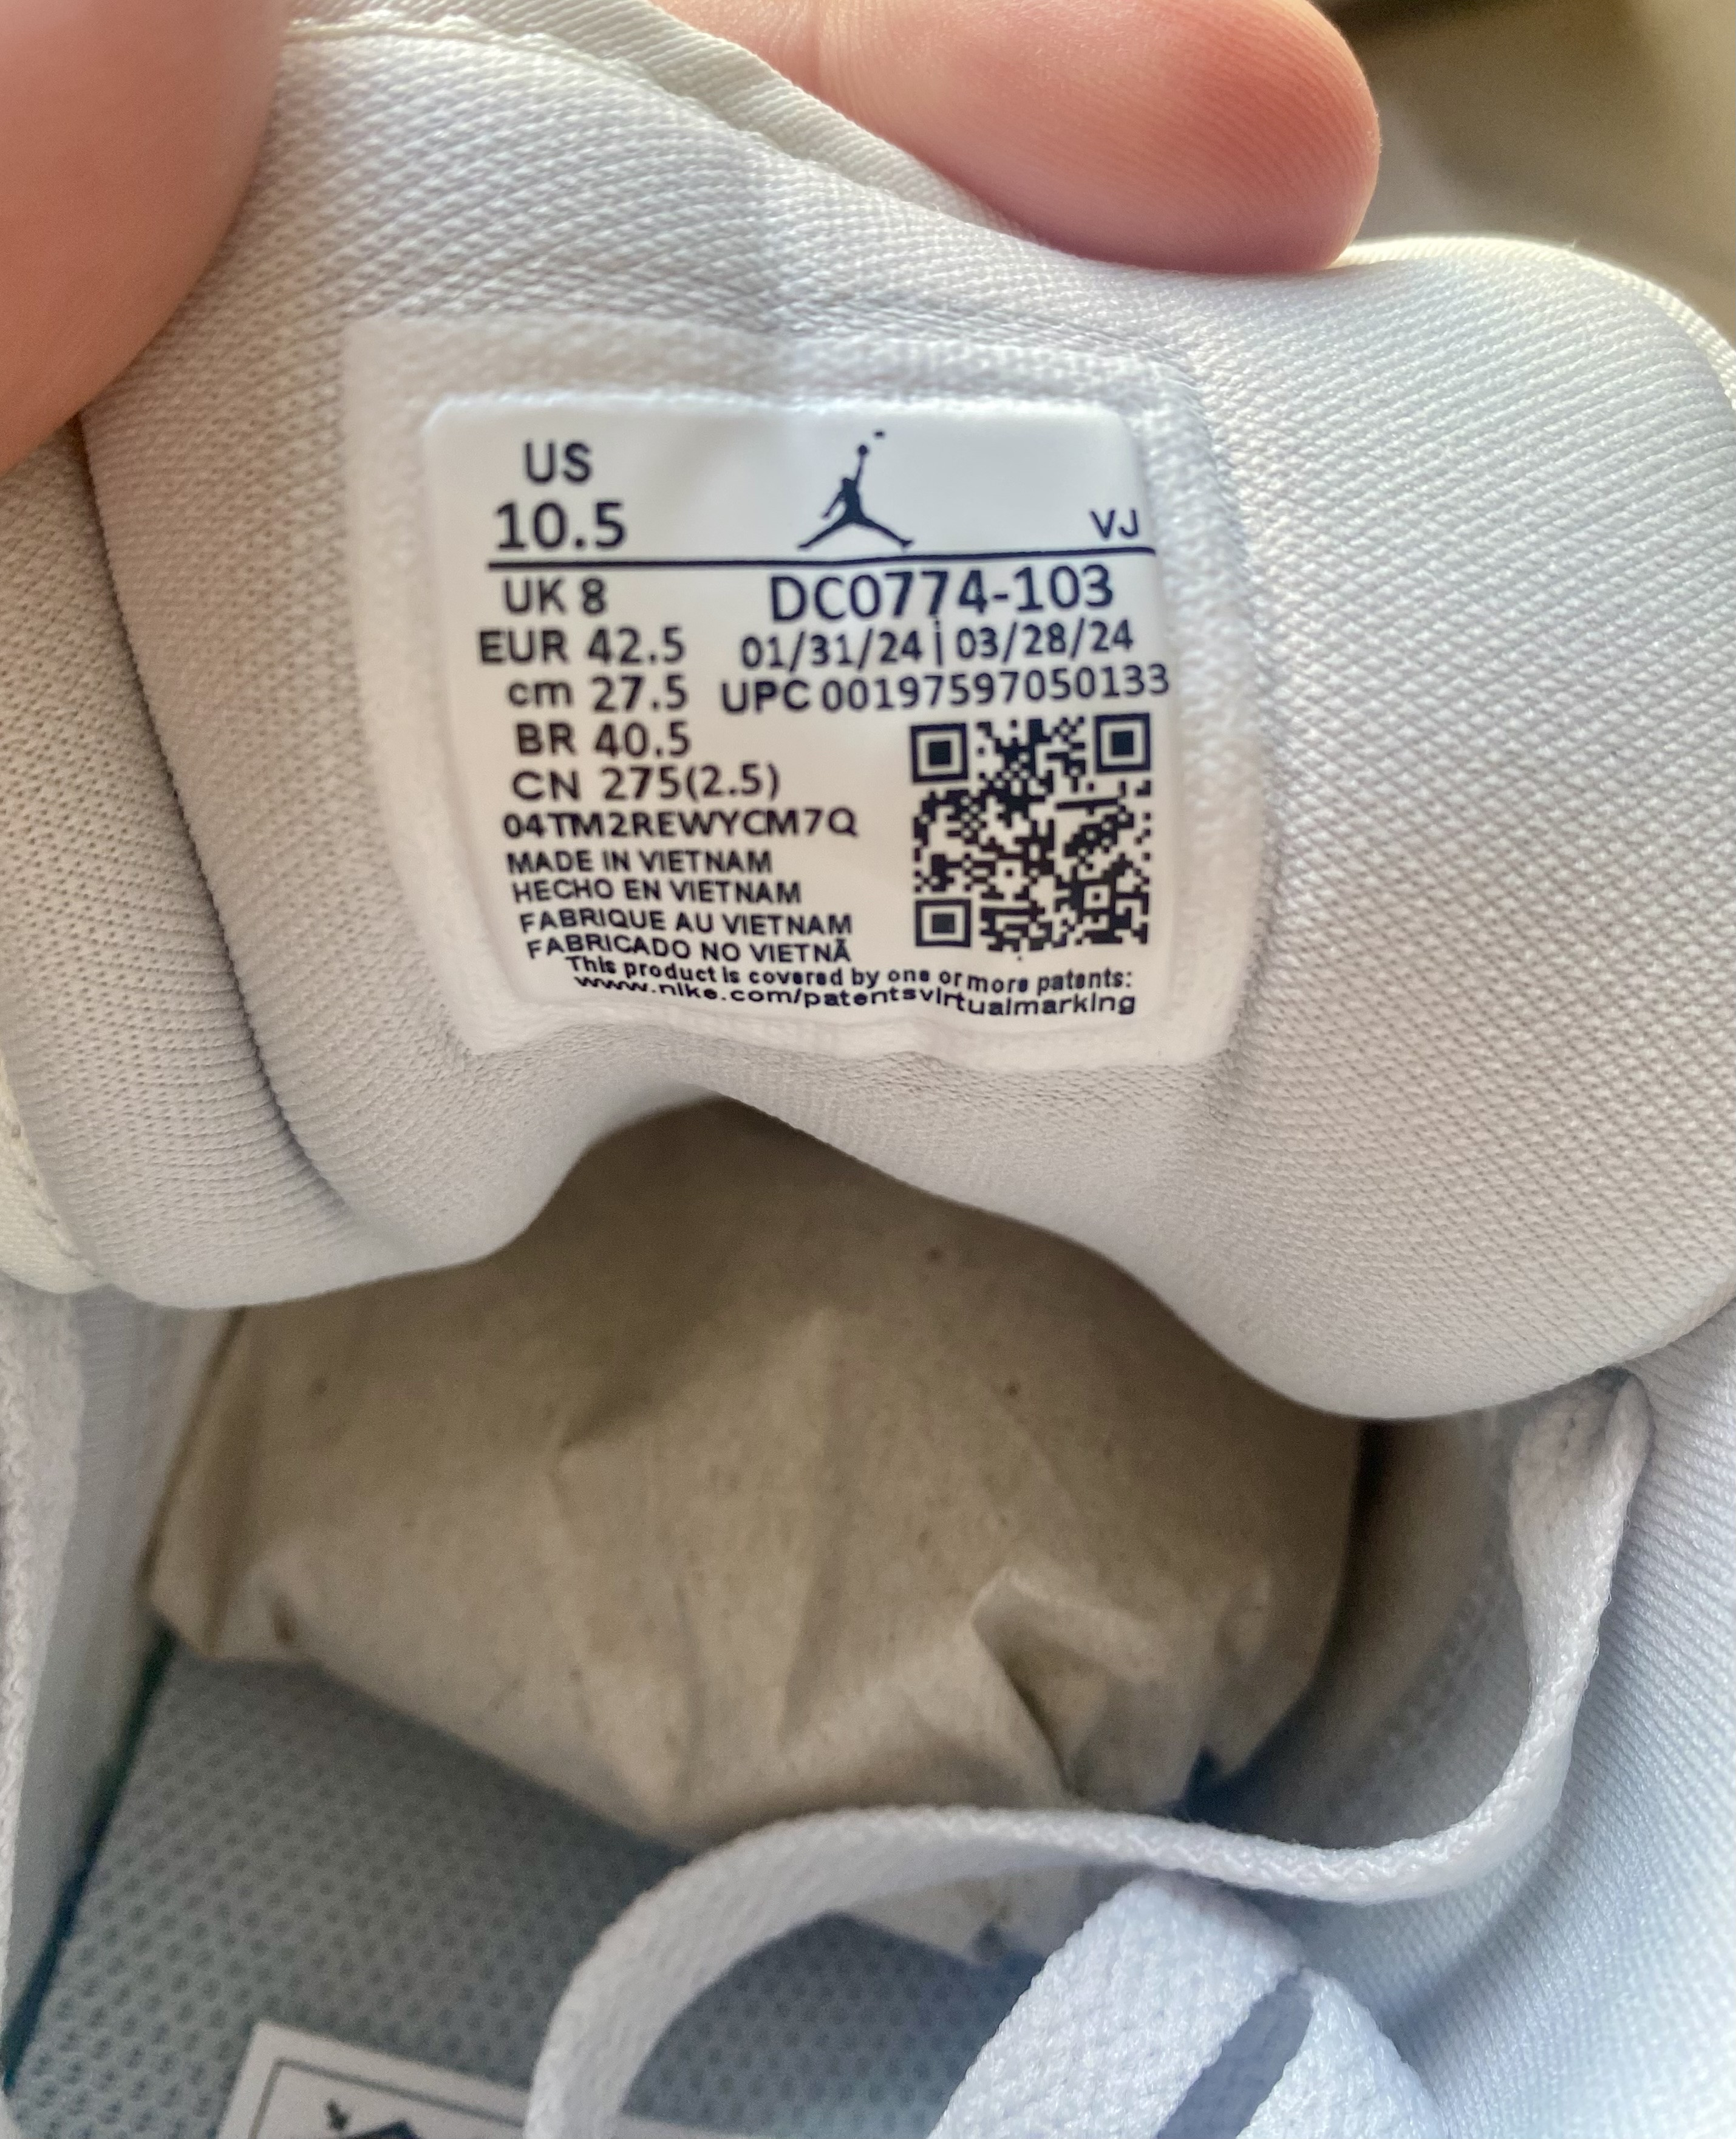 US
10.5
VJ
UK 8
DC0774-103
EUR 42.5
01/31/24 | 03/28/24
cm 27.5
UPC 00197597050133
BR 40.5
CN 275(2.5)
04TM2REWYCM7Q
MADE IN VIETNAM
HECHO EN VIETNAM
FABRIQUE AU VIETNAM
FABRICADO NO VIETNÃ
This product is covered by one or more patents:
www.nike.com/patentsvirtualmarking